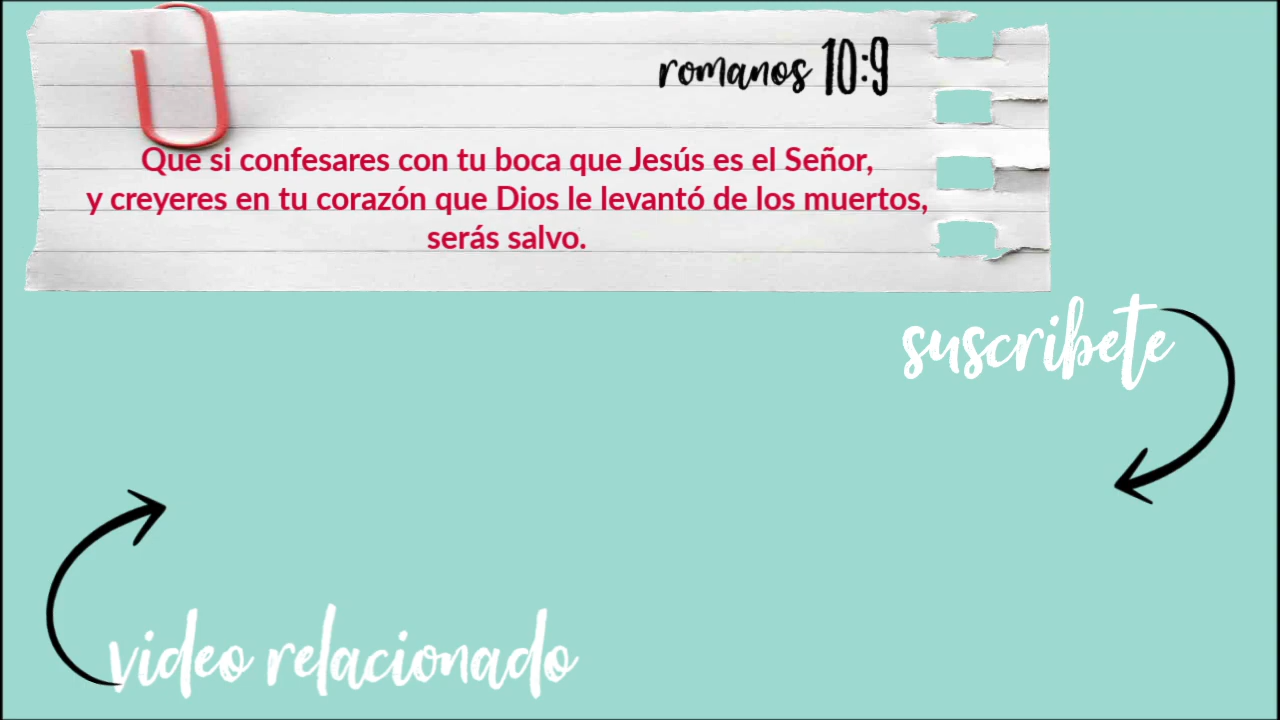 romanos 10:9
Que si confesares con tu boca que Jesús es el Señor,
y creyeres en tu corazón que Dios le levantó de los muertos,
serás salvo.
suscribete
video relacionado